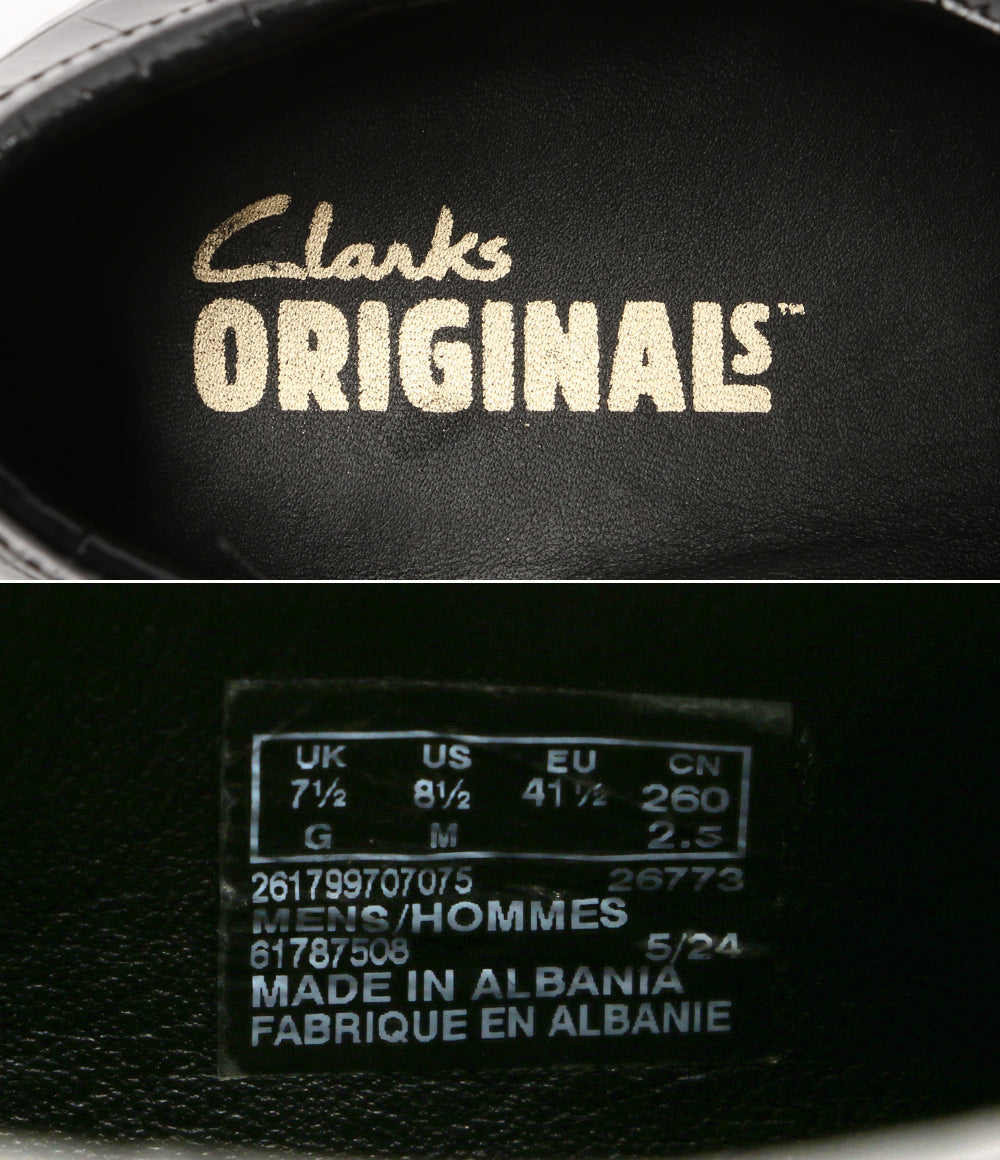 Clarks
ORIGINALS™
UK US EU CN
7½ 8½ 41½ 260
G M 2.5
261799707075 26773
MENS/HOMMES
61787508 5/24
MADE IN ALBANIA
FABRIQUE EN ALBANIE